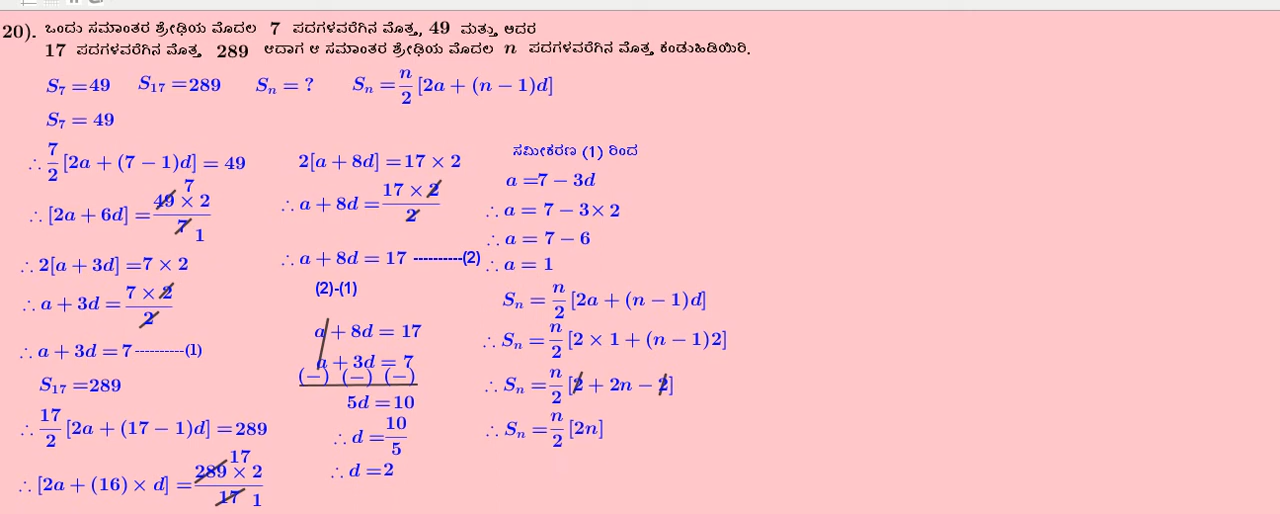 20). ಒಂದು ಸಮಾಂತರ ಶ್ರೇಢಿಯ ಮೊದಲ 7 ಪದಗಳವರೆಗಿನ ಮೊತ್ತ, 49 ಮತ್ತು ಅದರ
17 ಪದಗಳವರೆಗಿನ ಮೊತ್ತ 289 ಆದಾಗ ಆ ಸಮಾಂತರ ಶ್ರೇಢಿಯ ಮೊದಲ n ಪದಗಳವರೆಗಿನ ಮೊತ್ತ ಕಂಡುಹಿಡಿಯಿರಿ.
S₇ = 49 S₁₇ = 289 Sₙ = ? Sₙ = n/2 [2a + (n − 1)d]
S₇ = 49
∴ 7/2 [2a + (7 − 1)d] = 49
∴ [2a + 6d] = 49 × 2 / 7 7 1
∴ 2[a + 3d] = 7 × 2
∴ a + 3d = 7 × 2 / 2
∴ a + 3d = 7 ----------(1)
S₁₇ = 289
∴ 17/2 [2a + (17 − 1)d] = 289
∴ [2a + (16) × d] = 289 × 2 / 17 17 1
2[a + 8d] = 17 × 2
∴ a + 8d = 17 × 2 / 2
∴ a + 8d = 17 ----------(2)
(2)-(1)
a + 8d = 17
a + 3d = 7
(−) (−) (−)
5d = 10
∴ d = 10/5
∴ d = 2
ಸಮೀಕರಣ (1) ರಿಂದ
a = 7 − 3d
∴ a = 7 − 3 × 2
∴ a = 7 − 6
∴ a = 1
Sₙ = n/2 [2a + (n − 1)d]
∴ Sₙ = n/2 [2 × 1 + (n − 1)2]
∴ Sₙ = n/2 [2 + 2n − 2]
∴ Sₙ = n/2 [2n]